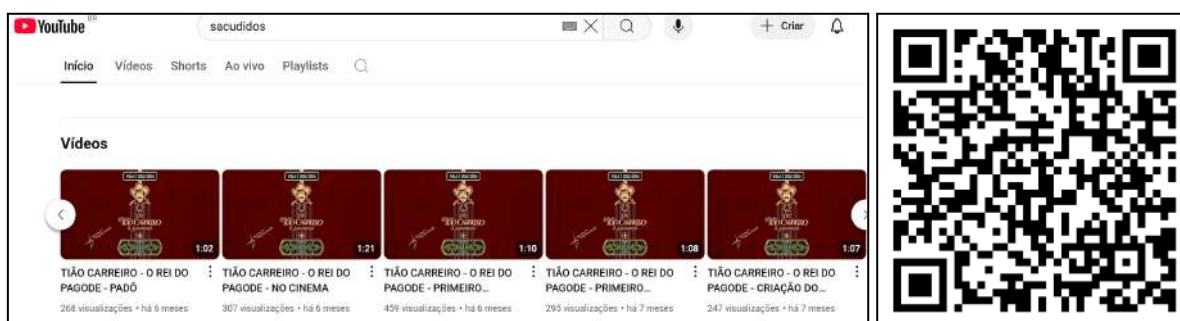 YouTube BR
sacudidos
Criar
Início Vídeos Shorts Ao vivo Playlists
Vídeos
1:02 1:21 1:10 1:08 1:07
TIÃO CARREIRO - O REI DO PAGODE - PADÔ
268 visualizações • há 6 meses
TIÃO CARREIRO - O REI DO PAGODE - NO CINEMA
307 visualizações • há 6 meses
TIÃO CARREIRO - O REI DO PAGODE - PRIMEIRO...
459 visualizações • há 6 meses
TIÃO CARREIRO - O REI DO PAGODE - PRIMEIRO...
295 visualizações • há 7 meses
TIÃO CARREIRO - O REI DO PAGODE - CRIAÇÃO DO...
247 visualizações • há 7 meses